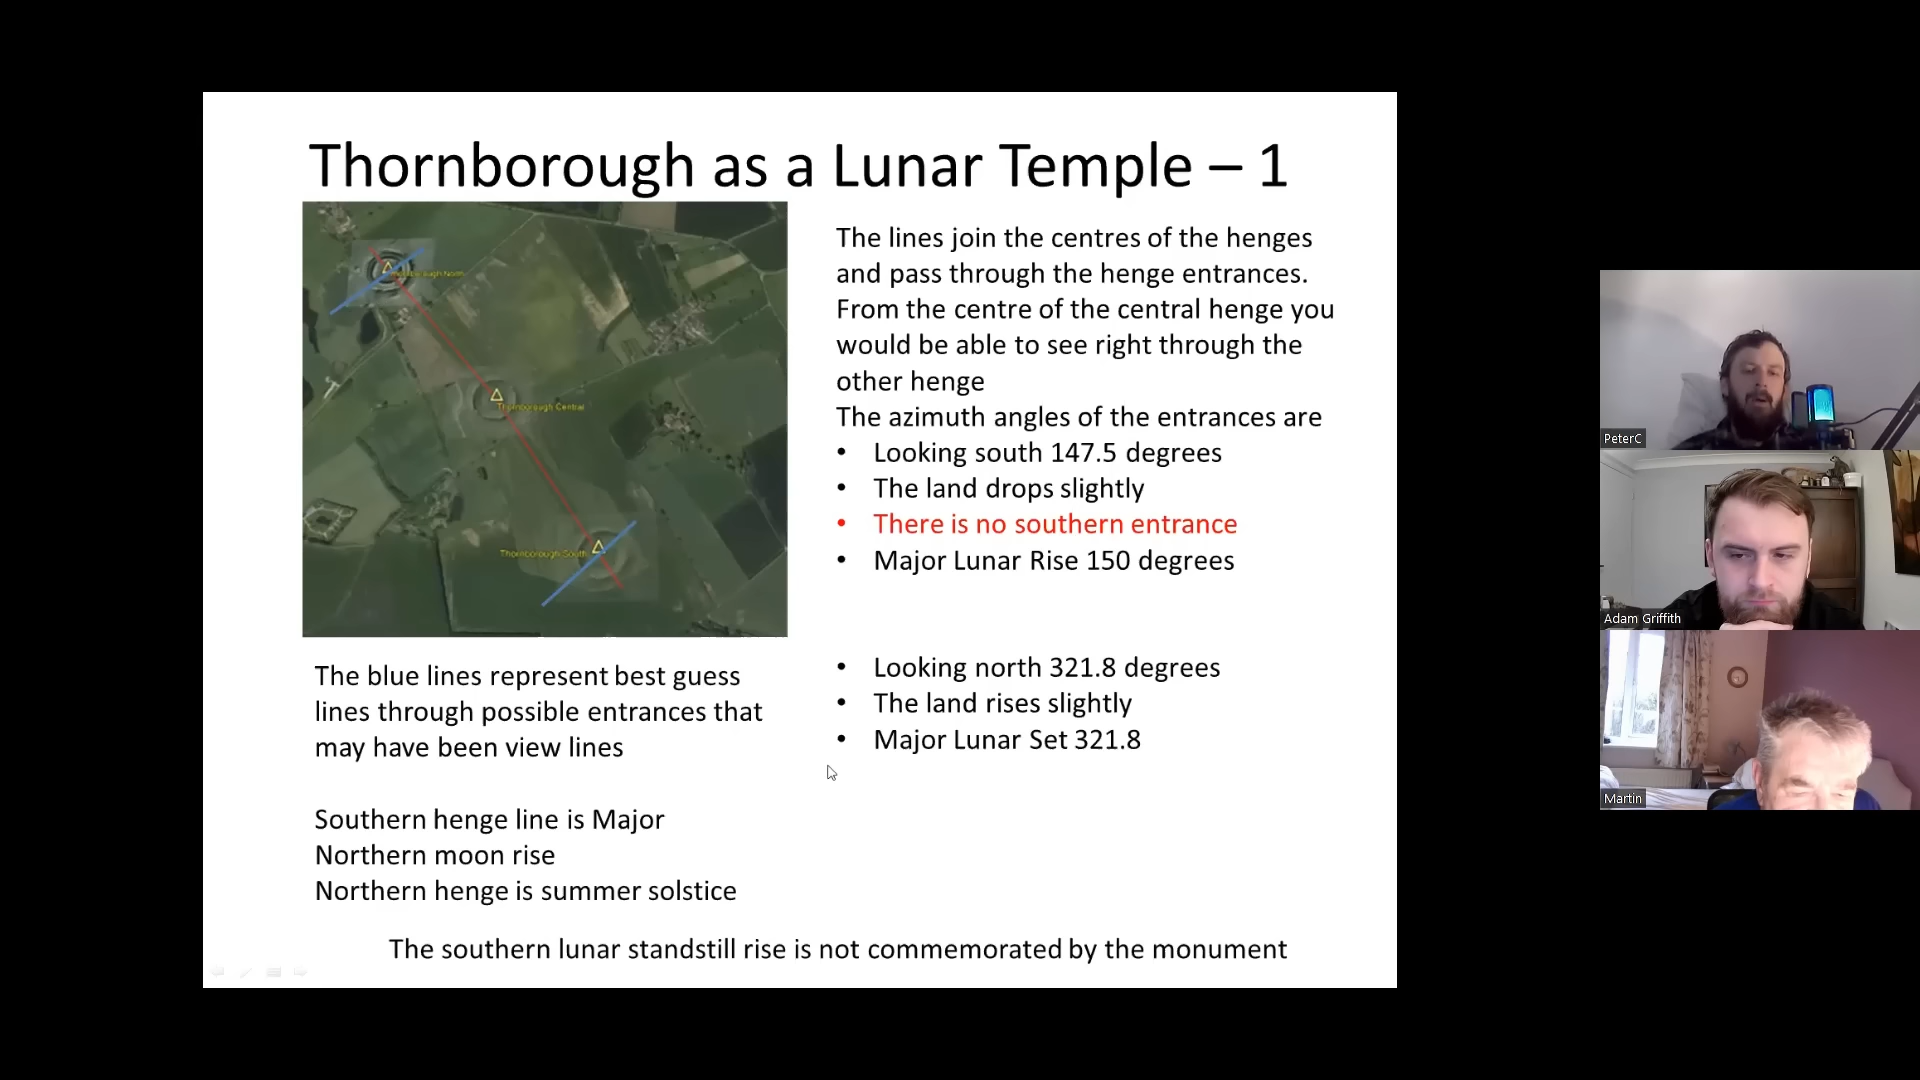 Thornborough as a Lunar Temple – 1
Thornborough North
Thornborough Central
Thornborough South
The lines join the centres of the henges
and pass through the henge entrances.
From the centre of the central henge you
would be able to see right through the
other henge
The azimuth angles of the entrances are
• Looking south 147.5 degrees
• The land drops slightly
• There is no southern entrance
• Major Lunar Rise 150 degrees
• Looking north 321.8 degrees
• The land rises slightly
• Major Lunar Set 321.8
The blue lines represent best guess
lines through possible entrances that
may have been view lines
Southern henge line is Major
Northern moon rise
Northern henge is summer solstice
The southern lunar standstill rise is not commemorated by the monument
PeterC
Adam Griffith
Martin